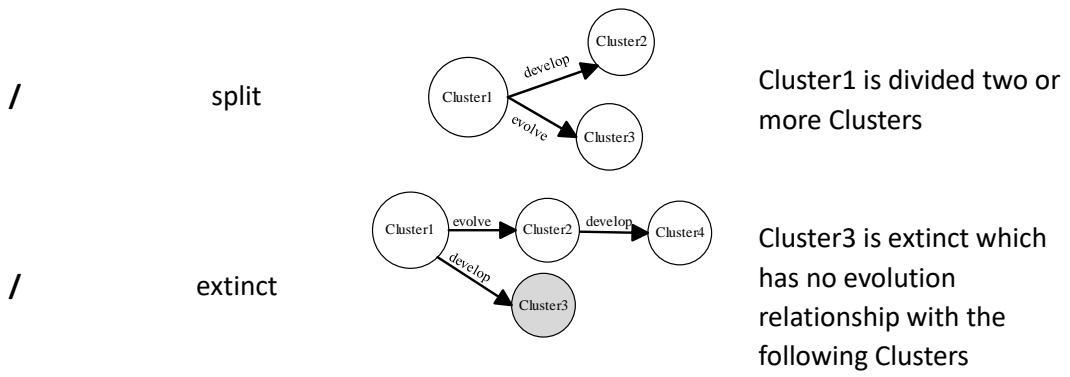 /
split
Cluster1
develop
evolve
Cluster2
Cluster3
Cluster1 is divided two or
more Clusters
/
extinct
Cluster1
evolve
Cluster2
develop
Cluster4
develop
Cluster3
Cluster3 is extinct which
has no evolution
relationship with the
following Clusters